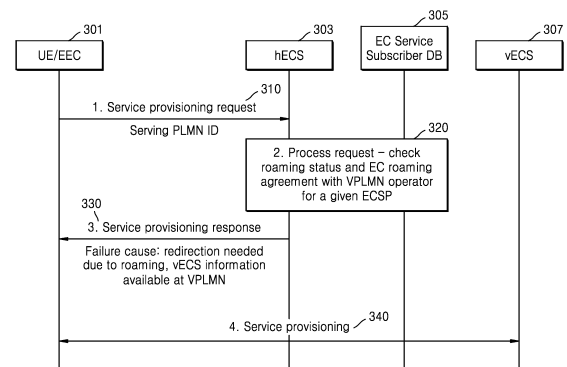 301
UE/EEC
303
hECS
305
EC Service
Subscriber DB
307
vECS
310
1. Service provisioning request
Serving PLMN ID
320
2. Process request – check
roaming status and EC roaming
agreement with VPLMN operator
for a given ECSP
330
3. Service provisioning response
Failure cause: redirection needed
due to roaming, vECS information
available at VPLMN
340
4. Service provisioning